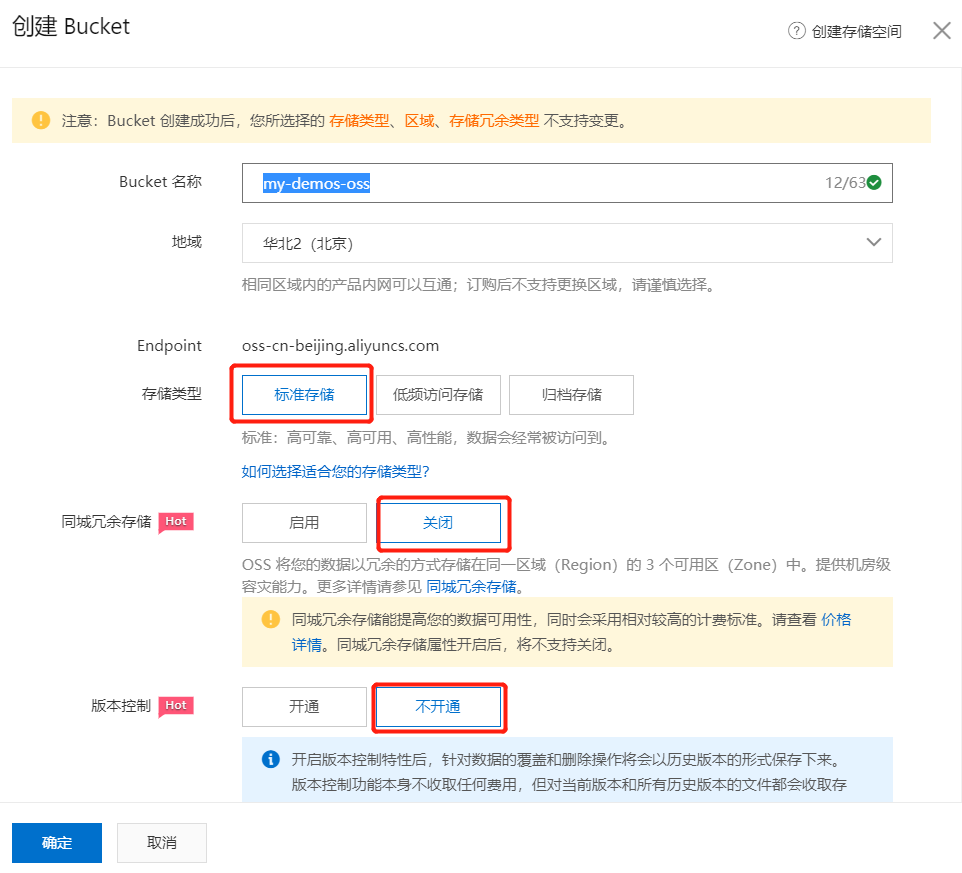 创建 Bucket
? 创建存储空间
注意：Bucket 创建成功后，您所选择的 存储类型、区域、存储冗余类型 不支持变更。
Bucket 名称
my-demos-oss
12/63
地域
华北2（北京）
相同区域内的产品内网可以互通；订购后不支持更换区域，请谨慎选择。
Endpoint
oss-cn-beijing.aliyuncs.com
存储类型
标准存储
低频访问存储
归档存储
标准：高可靠、高可用、高性能，数据会经常被访问到。
如何选择适合您的存储类型？
同城冗余存储
Hot
启用
关闭
OSS 将您的数据以冗余的方式存储在同一区域（Region）的 3 个可用区（Zone）中。提供机房级
容灾能力。更多详情请参见 同城冗余存储。
同城冗余存储能提高您的数据可用性，同时会采用相对较高的计费标准。请查看 价格
详情。同城冗余存储属性开启后，将不支持关闭。
版本控制
Hot
开通
不开通
开启版本控制特性后，针对数据的覆盖和删除操作将会以历史版本的形式保存下来。
版本控制功能本身不收取任何费用，但对当前版本和所有历史版本的文件都会收取存
确定
取消